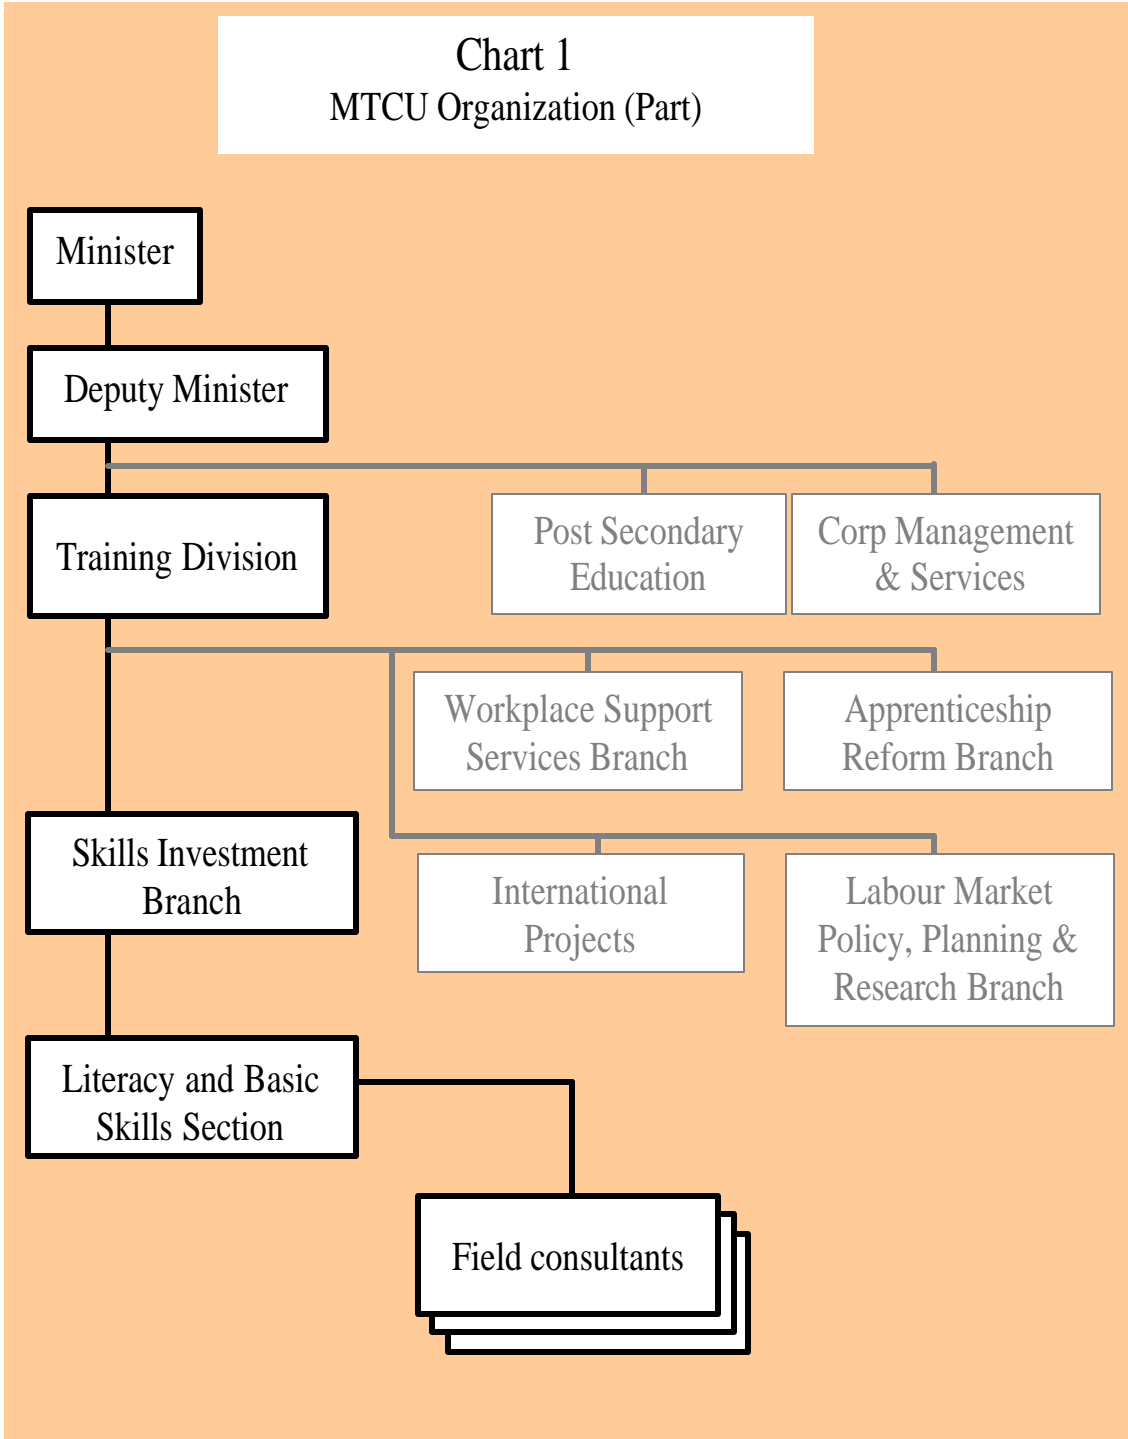 Chart 1
MTCU Organization (Part)
Minister
Deputy Minister
Training Division
Post Secondary
Education
Corp Management
& Services
Workplace Support
Services Branch
Apprenticeship
Reform Branch
Skills Investment
Branch
International
Projects
Labour Market
Policy, Planning &
Research Branch
Literacy and Basic
Skills Section
Field consultants